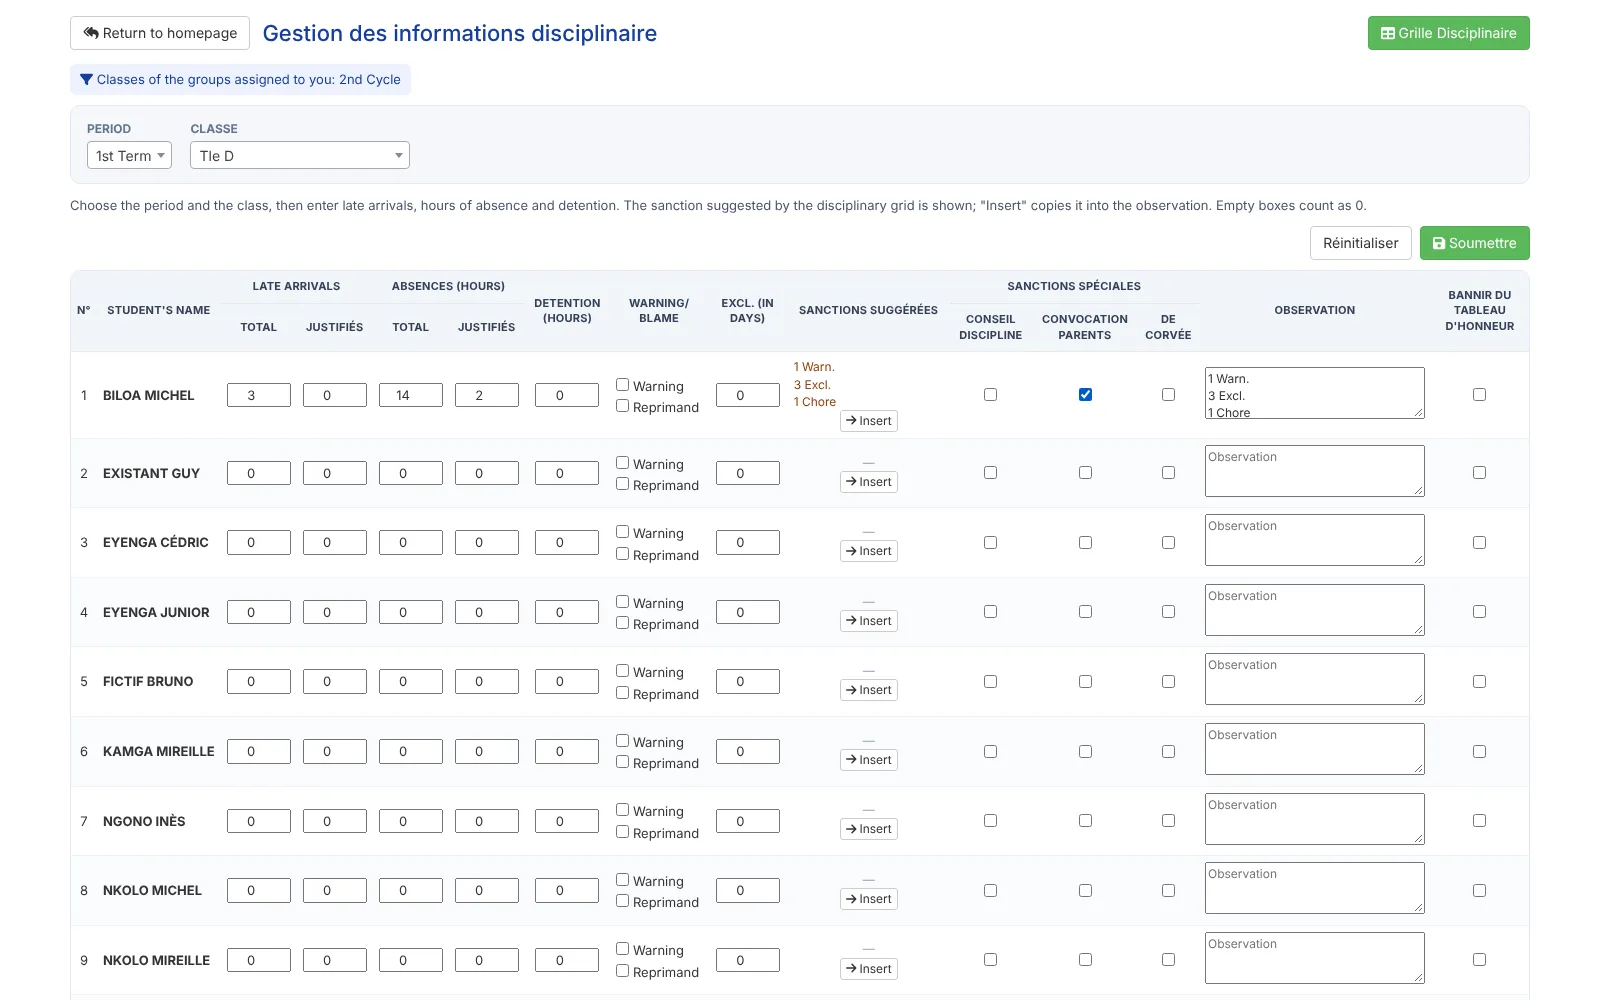 Return to homepage
Gestion des informations disciplinaire
Grille Disciplinaire
Classes of the groups assigned to you: 2nd Cycle
PERIOD
CLASSE
1st Term
Tle D
Choose the period and the class, then enter late arrivals, hours of absence and detention. The sanction suggested by the disciplinary grid is shown; "Insert" copies it into the observation. Empty boxes count as 0.
Réinitialiser
Soumettre
N°
STUDENT'S NAME
LATE ARRIVALS
TOTAL
JUSTIFIÉS
ABSENCES (HOURS)
TOTAL
JUSTIFIÉS
DETENTION
(HOURS)
WARNING/
BLAME
EXCL. (IN
DAYS)
SANCTIONS SUGGÉRÉES
SANCTIONS SPÉCIALES
CONSEIL
DISCIPLINE
CONVOCATION
PARENTS
DE
CORVÉE
OBSERVATION
BANNIR DU
TABLEAU
D'HONNEUR
1 BILOA MICHEL 3 0 14 2 0
Warning
Reprimand
0
1 Warn.
3 Excl.
1 Chore
Insert
1 Warn.
3 Excl.
1 Chore
2 EXISTANT GUY 0 0 0 0 0
Warning
Reprimand
0
—
Insert
Observation
3 EYENGA CÉDRIC 0 0 0 0 0
Warning
Reprimand
0
—
Insert
Observation
4 EYENGA JUNIOR 0 0 0 0 0
Warning
Reprimand
0
—
Insert
Observation
5 FICTIF BRUNO 0 0 0 0 0
Warning
Reprimand
0
—
Insert
Observation
6 KAMGA MIREILLE 0 0 0 0 0
Warning
Reprimand
0
—
Insert
Observation
7 NGONO INÈS 0 0 0 0 0
Warning
Reprimand
0
—
Insert
Observation
8 NKOLO MICHEL 0 0 0 0 0
Warning
Reprimand
0
—
Insert
Observation
9 NKOLO MIREILLE 0 0 0 0 0
Warning
Reprimand
0
—
Insert
Observation